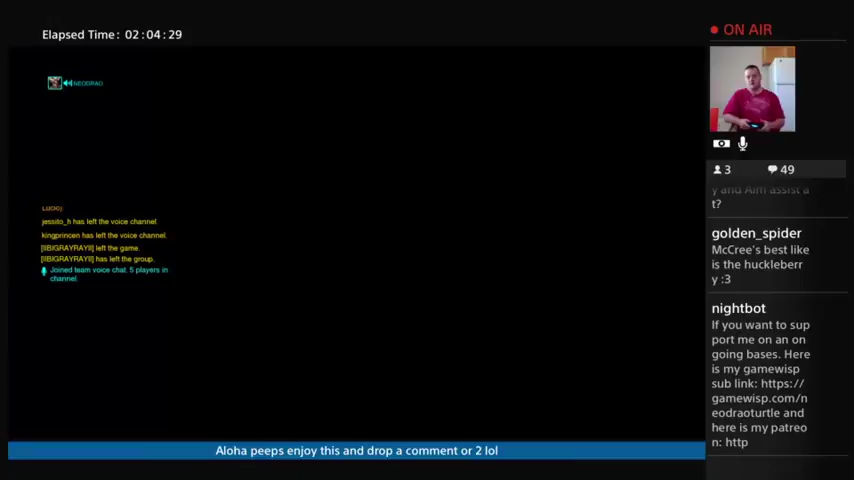 Elapsed Time: 02:04:29
ON AIR
NEODRAO
3 49
y and Aim assist a
t?
LUCIO)
jessito_h has left the voice channel.
kingprincen has left the voice channel.
[IIBIGRAYRAYII] left the game.
[IIBIGRAYRAYII] has left the group.
Joined team voice chat, 5 players in
channel.
golden_spider
McCree's best like
is the huckleberr
y :3
nightbot
If you want to sup
port me on an on
going bases. Here
is my gamewisp
sub link: https://
gamewisp.com/n
eodraoturtle and
here is my patreo
n: http
Aloha peeps enjoy this and drop a comment or 2 lol